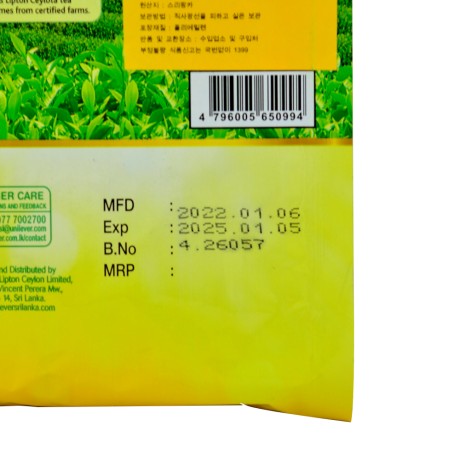 s Lipton Ceylota tea
mes from certified farms.
원산지 : 스리랑카
보관방법 : 직사광선을 피하고 실온 보관
포장재질 : 폴리에틸렌
반품 및 교환장소 : 수입업소 및 구입처
부정불량 식품신고는 국번없이 1399
4 796005 650994
ER CARE
NS AND FEEDBACK
077 7002700
@unilever.com
er.com.lk/contact
MFD : 2022.01.06
Exp : 2025.01.05
B.No : 4.26057
MRP :
nd Distributed by
Lipton Ceylon Limited,
Vincent Perera Mw,
14, Sri Lanka.
eversrilanka.com